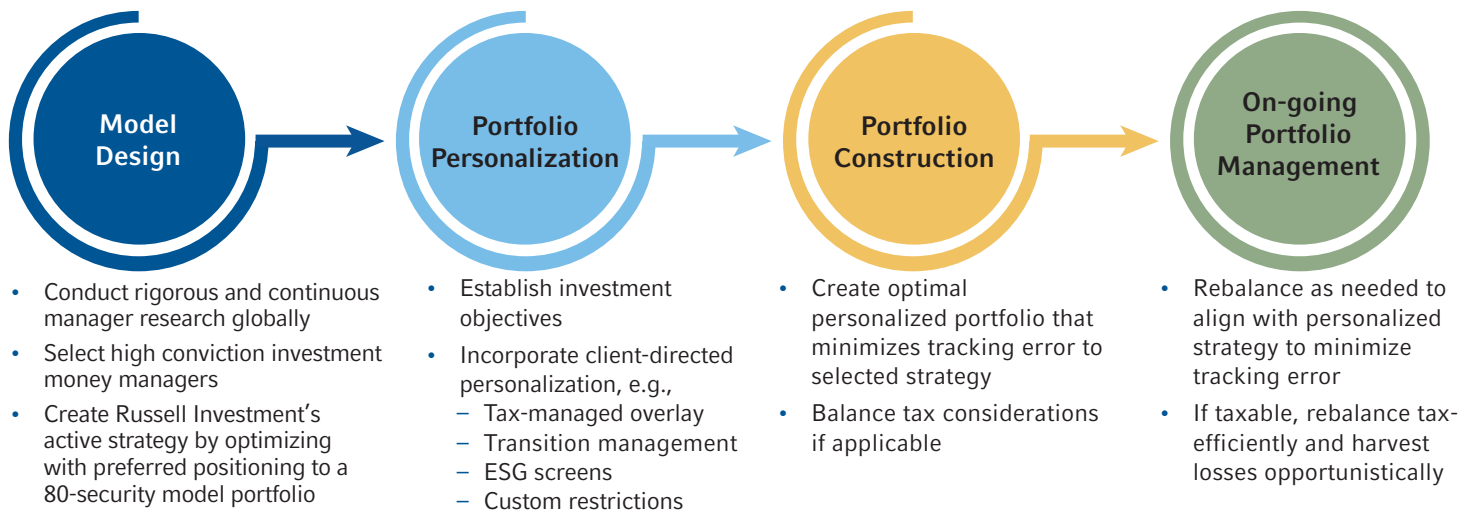 Model
Design
Portfolio
Personalization
Portfolio
Construction
On-going
Portfolio
Management
• Conduct rigorous and continuous
manager research globally
• Select high conviction investment
money managers
• Create Russell Investment’s
active strategy by optimizing
with preferred positioning to a
80-security model portfolio
• Establish investment
objectives
• Incorporate client-directed
personalization, e.g.,
– Tax-managed overlay
– Transition management
– ESG screens
– Custom restrictions
• Create optimal
personalized portfolio that
minimizes tracking error to
selected strategy
• Balance tax considerations
if applicable
• Rebalance as needed to
align with personalized
strategy to minimize
tracking error
• If taxable, rebalance tax-
efficiently and harvest
losses opportunistically